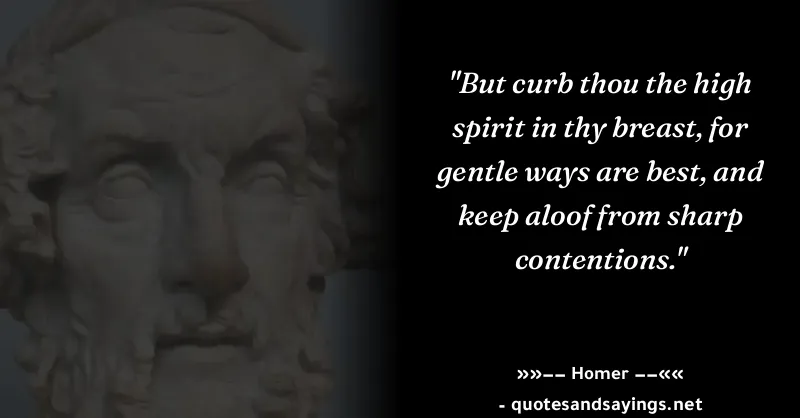 "But curb thou the high
spirit in thy breast, for
gentle ways are best, and
keep aloof from sharp
contentions."
»»−− Homer −−««
- quotesandsayings.net